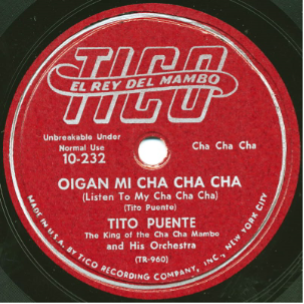 TICO
EL REY DEL MAMBO
Unbreakable Under
Normal Use
10-232
Cha Cha Cha
OIGAN MI CHA CHA CHA
(Listen To My Cha Cha Cha)
(Tito Puente)
TITO PUENTE
The King of the Cha Cha Mambo
and His Orchestra
(TR-960)
MADE IN U.S.A. BY TICO RECORDING COMPANY, INC., NEW YORK CITY